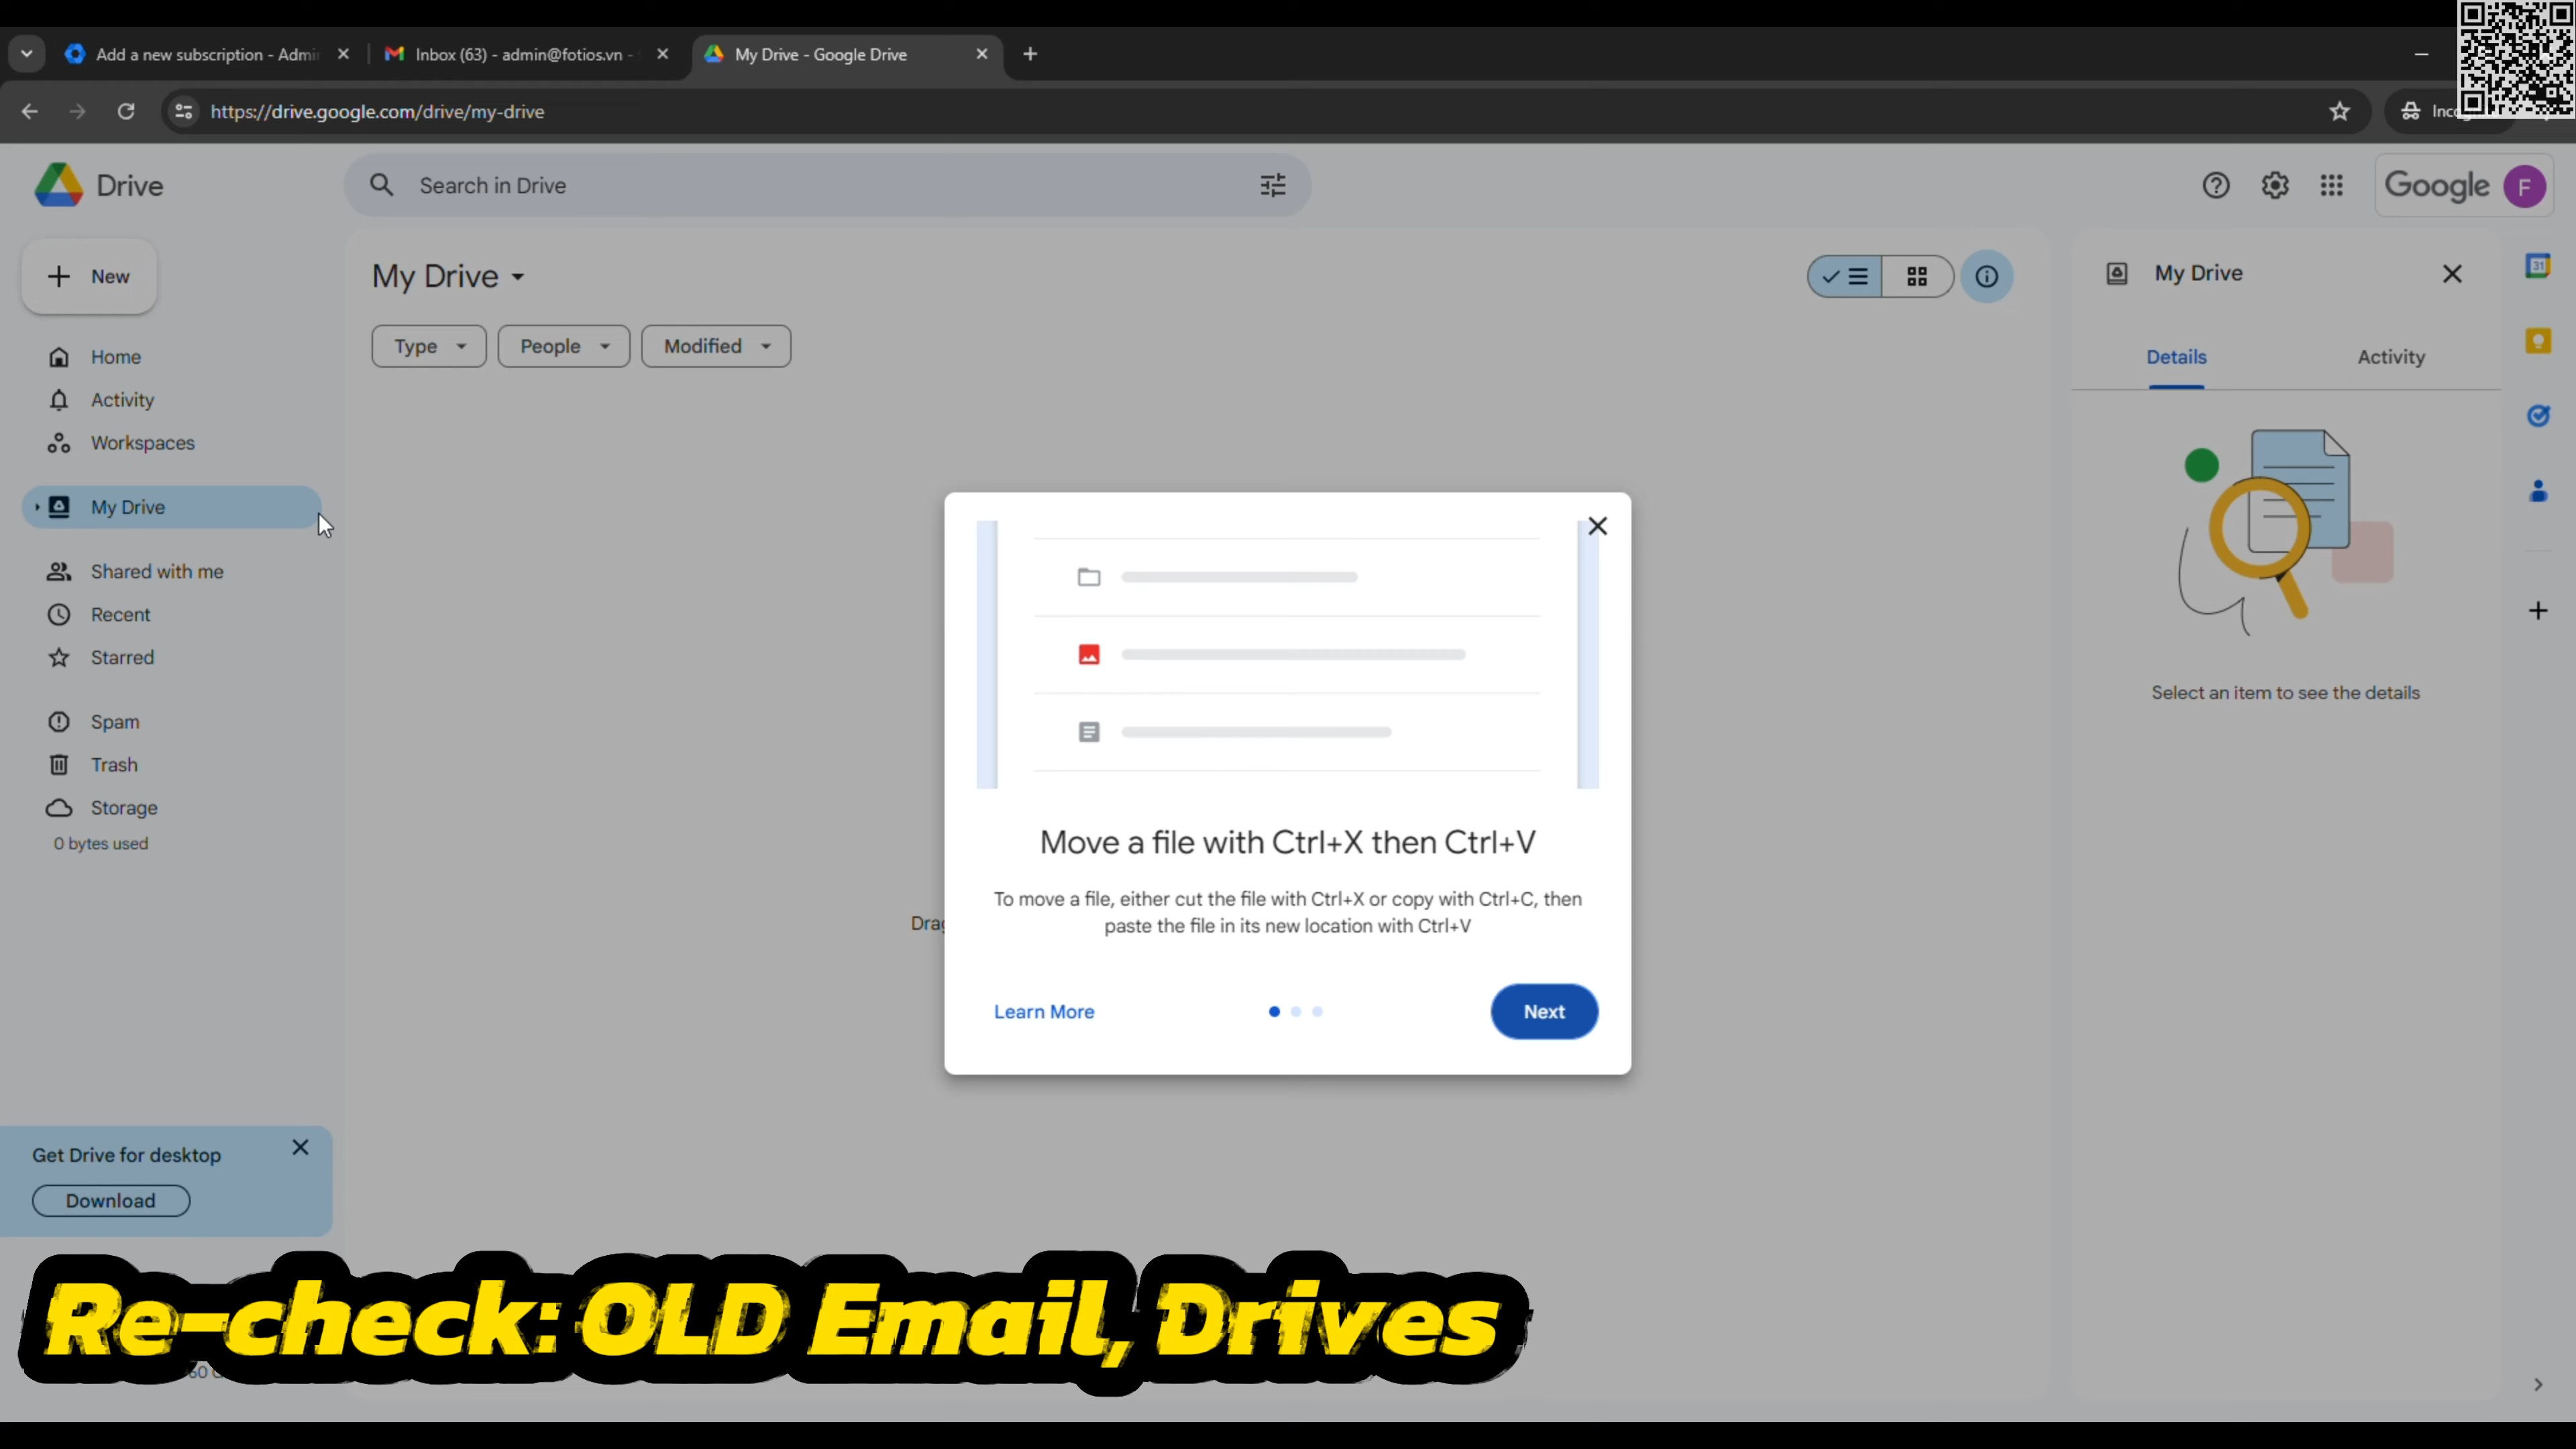 Add a new subscription - Admi
Inbox (63) - admin@fotios.vn -
My Drive - Google Drive
https://drive.google.com/drive/my-drive
Drive
Search in Drive
Google
F
New
My Drive
My Drive
Type
People
Modified
Home
Activity
Workspaces
My Drive
Shared with me
Recent
Starred
Spam
Trash
Storage
0 bytes used
Details
Activity
31
Select an item to see the details
Move a file with Ctrl+X then Ctrl+V
To move a file, either cut the file with Ctrl+X or copy with Ctrl+C, then
paste the file in its new location with Ctrl+V
Learn More
Next
Get Drive for desktop
Download
Re-check: OLD Email, Drives